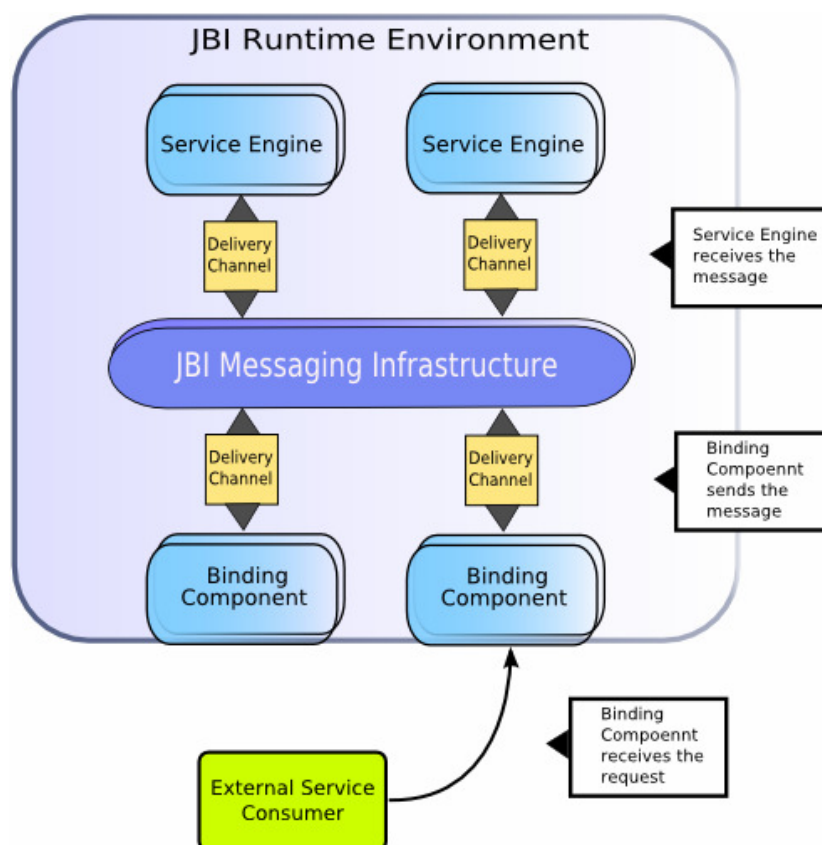 JBI Runtime Environment
Service Engine
Service Engine
Delivery
Channel
Delivery
Channel
Service Engine
receives the
message
JBI Messaging Infrastructure
Delivery
Channel
Delivery
Channel
Binding
Compoennt
sends the
message
Binding
Component
Binding
Component
Binding
Compoennt
receives the
request
External Service
Consumer